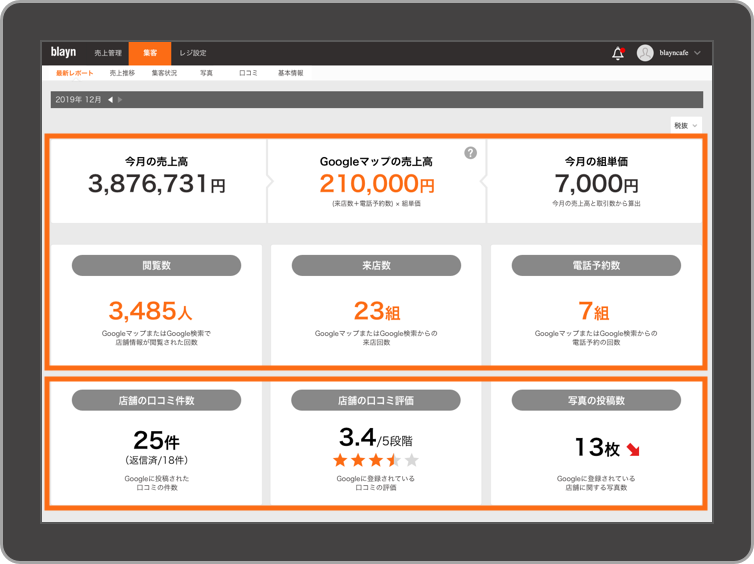 blayn 売上管理 集客 レジ設定 blayncafe
最新レポート 売上推移 集客状況 写真 口コミ 基本情報
2019年 12月
税抜
今月の売上高
3,876,731円
Googleマップの売上高
?
210,000円
(来店数+電話予約数) × 組単価
今月の組単価
7,000円
今月の売上高と取引数から算出
閲覧数
3,485人
GoogleマップまたはGoogle検索で
店舗情報が閲覧された回数
来店数
23組
GoogleマップまたはGoogle検索からの
来店回数
電話予約数
7組
GoogleマップまたはGoogle検索からの
電話予約の回数
店舗の口コミ件数
25件
(返信済/18件)
Googleに投稿された
口コミの件数
店舗の口コミ評価
3.4/5段階
Googleに登録されている
口コミの評価
写真の投稿数
13枚
Googleに登録されている
店舗に関する写真数